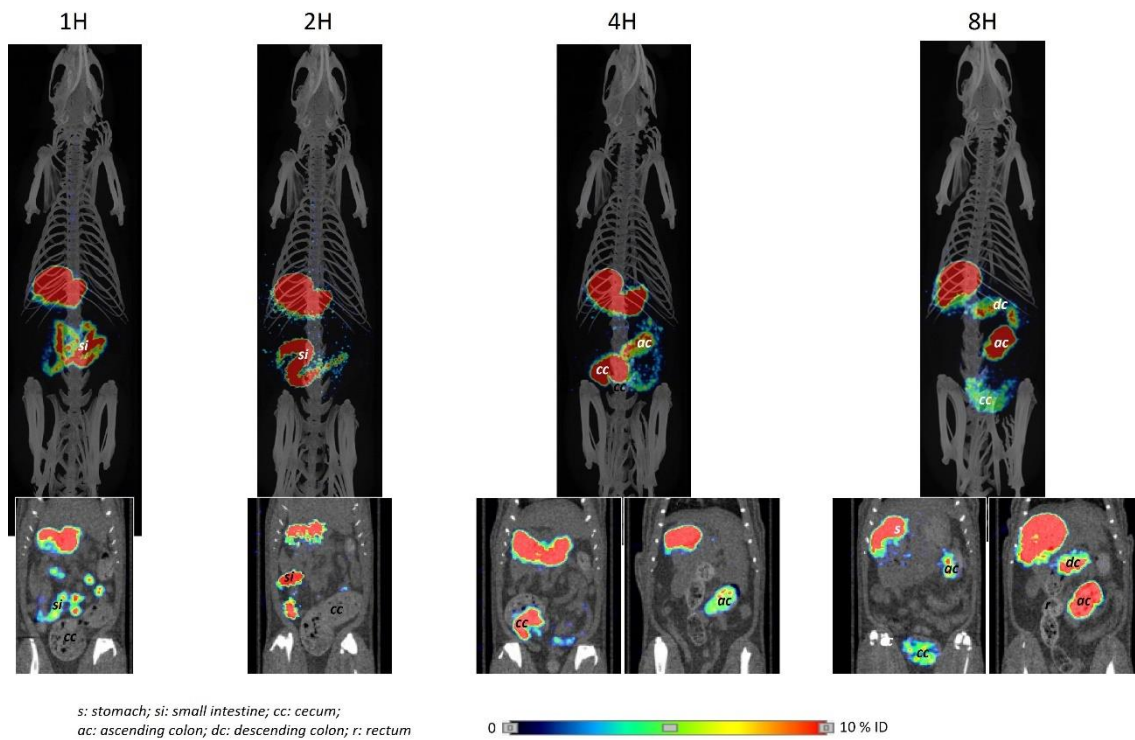 1H 2H 4H 8H
si
si
ac
cc
cc
dc
ac
cc
si
cc
si
cc
cc
ac
s
ac
cc
dc
ac
r
s: stomach; si: small intestine; cc: cecum;
ac: ascending colon; dc: descending colon; r: rectum
0 10 % ID